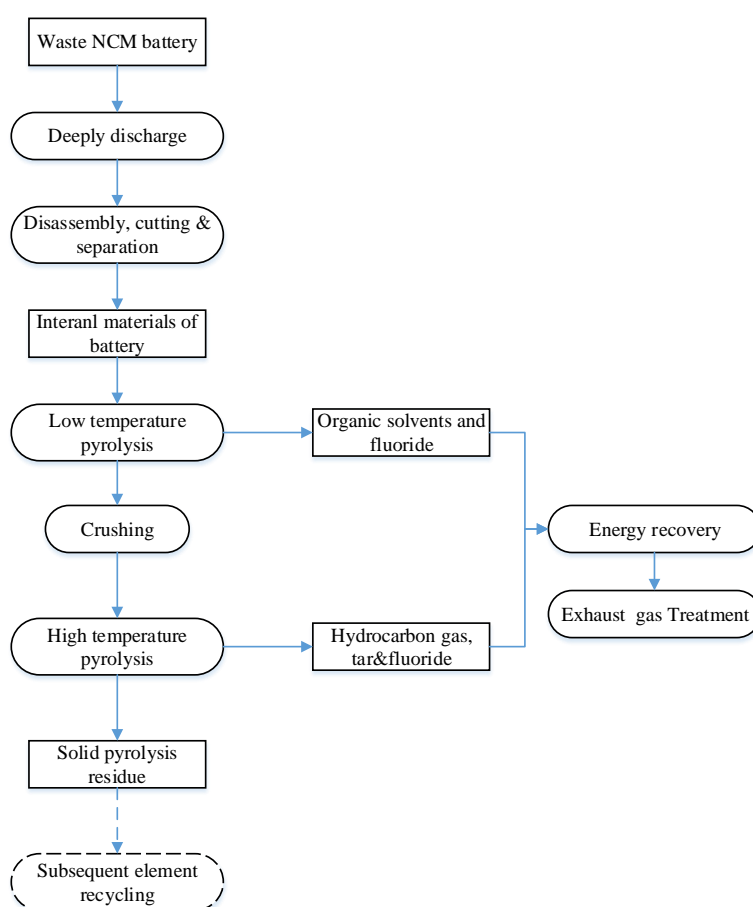 Waste NCM battery
Deeply discharge
Disassembly, cutting &
separation
Interanl materials of
battery
Low temperature
pyrolysis
Organic solvents and
fluoride
Crushing
Energy recovery
Exhaust  gas Treatment
High temperature
pyrolysis
Hydrocarbon gas,
tar&fluoride
Solid pyrolysis
residue
Subsequent element
recycling